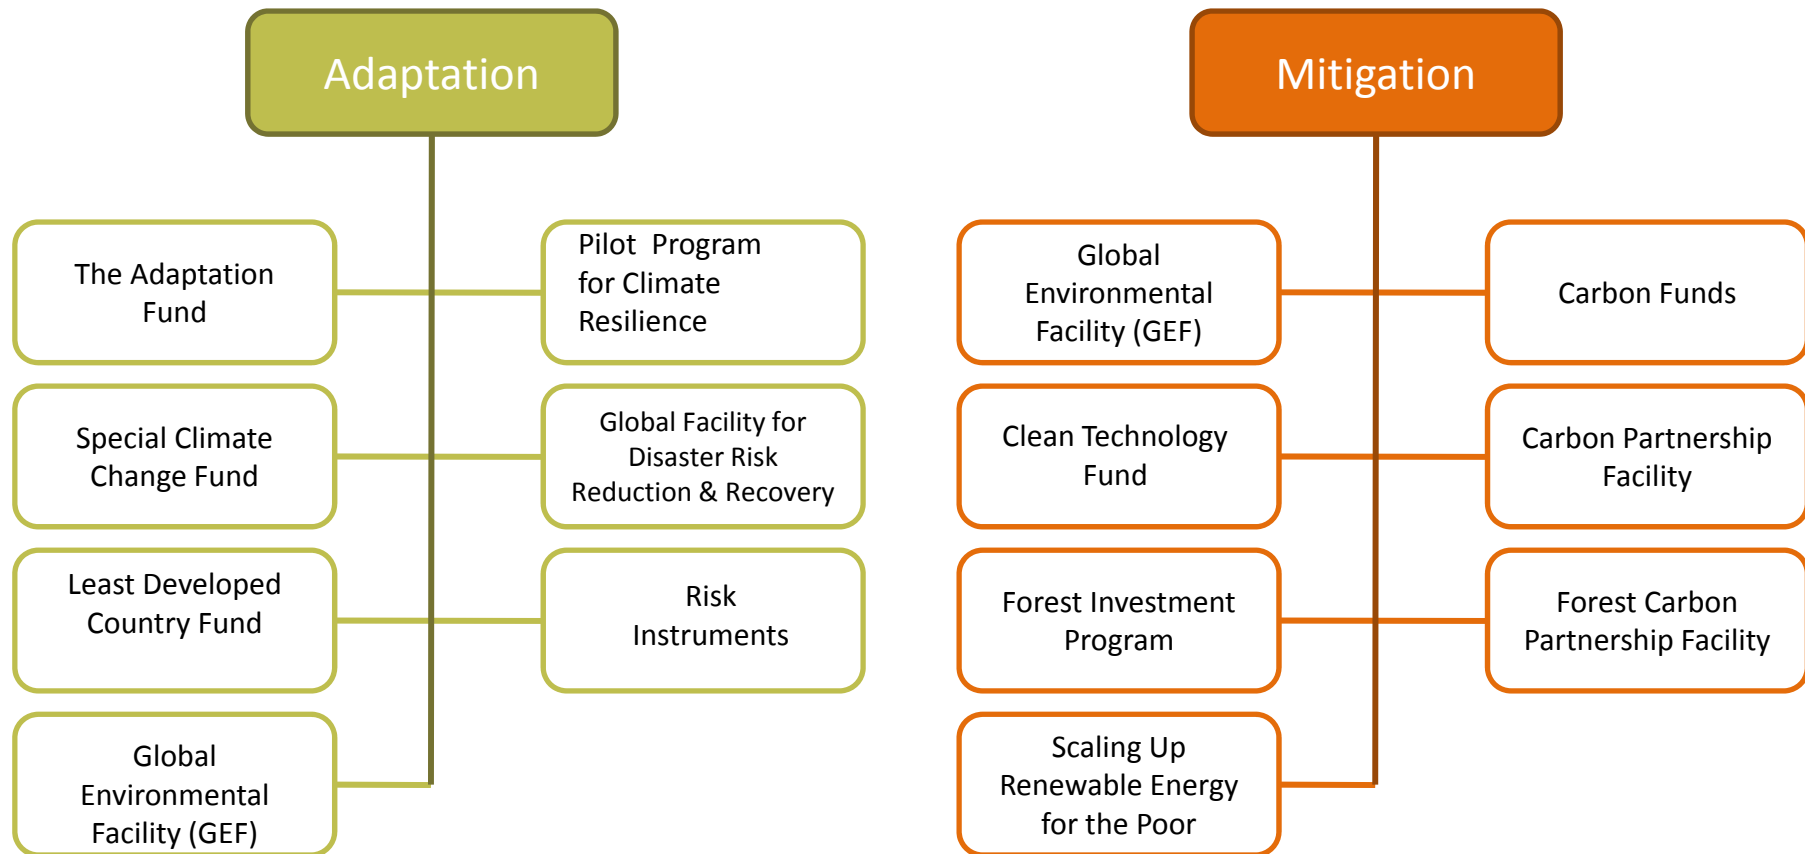 Adaptation
The Adaptation
Fund
Pilot  Program
for Climate
Resilience
Special Climate
Change Fund
Global Facility for
Disaster Risk
Reduction & Recovery
Least Developed
Country Fund
Risk
Instruments
Global
Environmental
Facility (GEF)
Mitigation
Global
Environmental
Facility (GEF)
Carbon Funds
Clean Technology
Fund
Carbon Partnership
Facility
Forest Investment
Program
Forest Carbon
Partnership Facility
Scaling Up
Renewable Energy
for the Poor